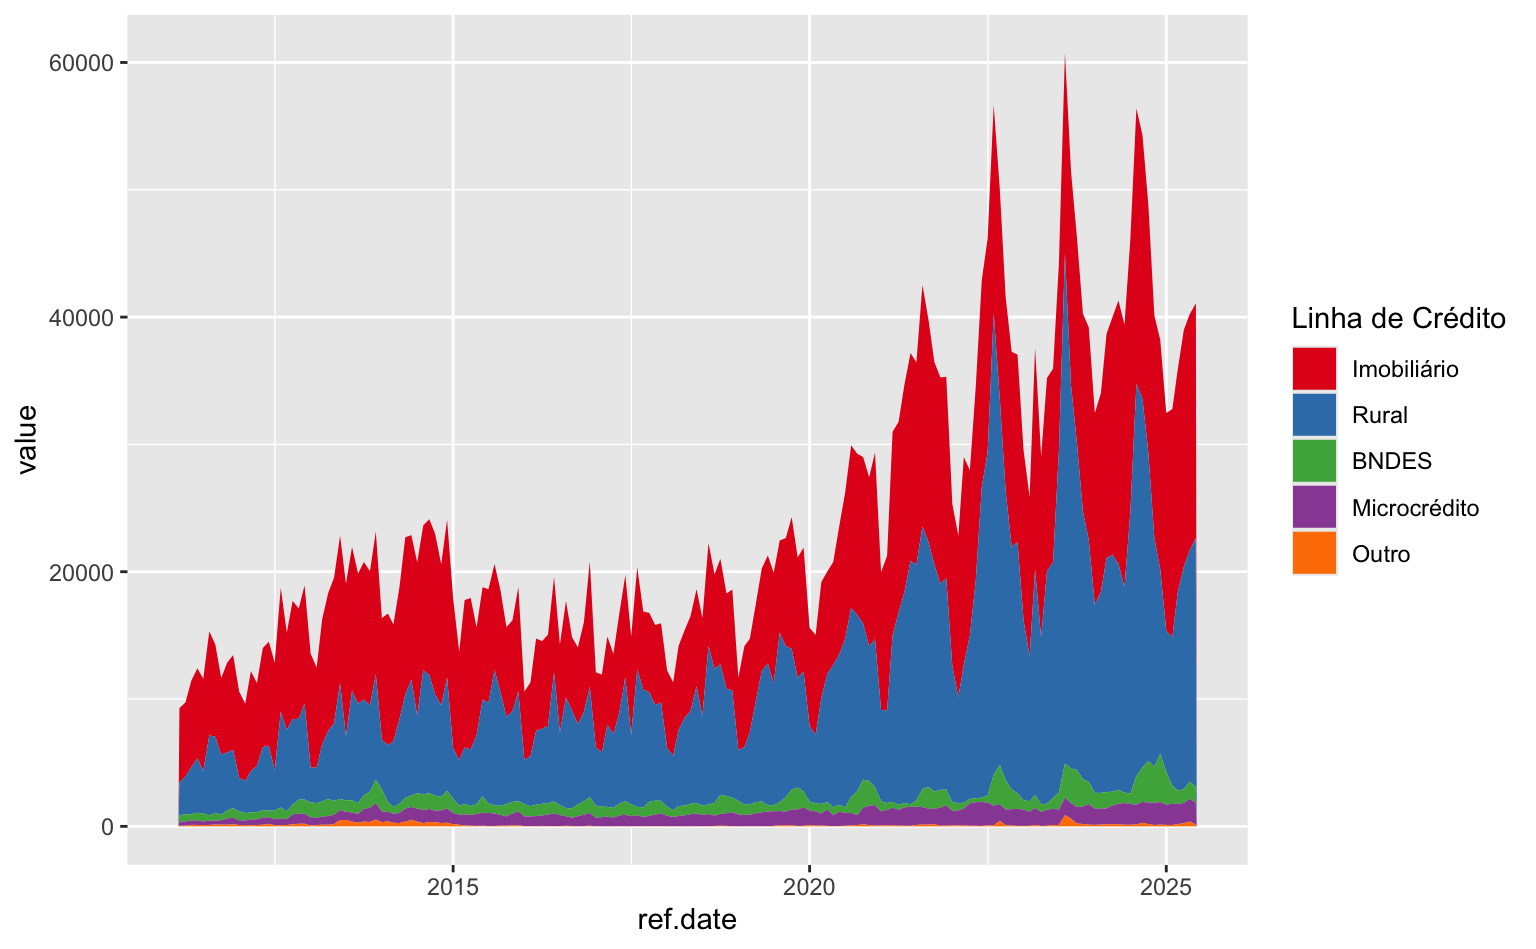 60000
40000
20000
0
value
2015
2020
2025
ref.date
Linha de Crédito
Imobiliário
Rural
BNDES
Microcrédito
Outro